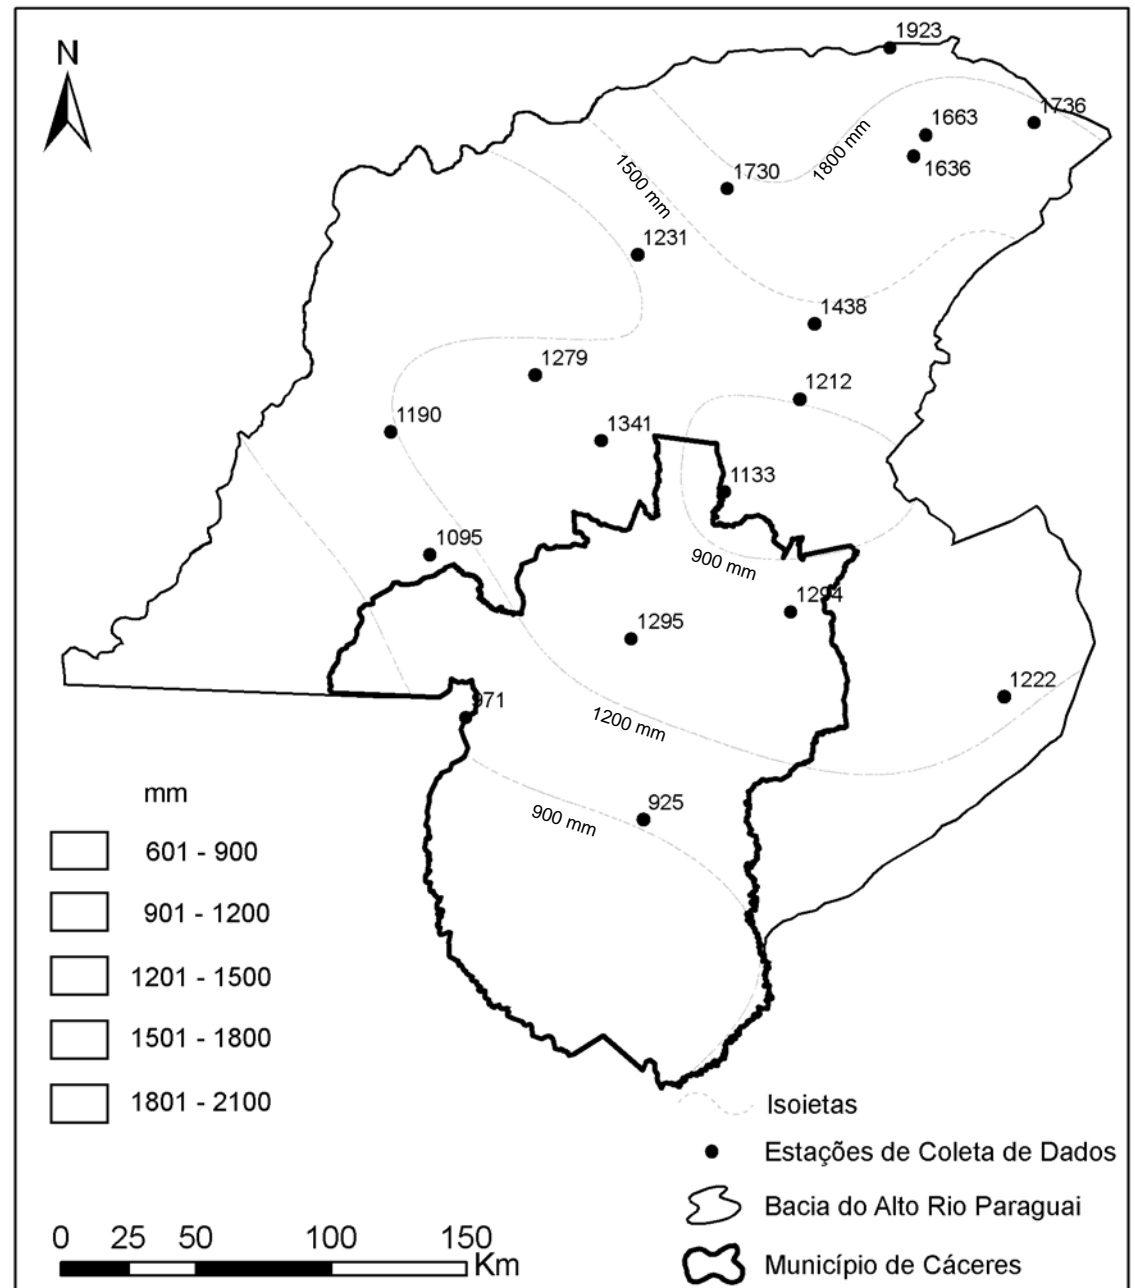 N
1923
1736
1663
1636
1800 mm
1730
1500 mm
1231
1438
1279
1212
1190
1341
1133
1095
900 mm
1294
1295
1222
971
1200 mm
925
900 mm
mm
601 - 900
901 - 1200
1201 - 1500
1501 - 1800
1801 - 2100
Isoietas
Estações de Coleta de Dados
Bacia do Alto Rio Paraguai
Município de Cáceres
0 25 50 100 150
Km